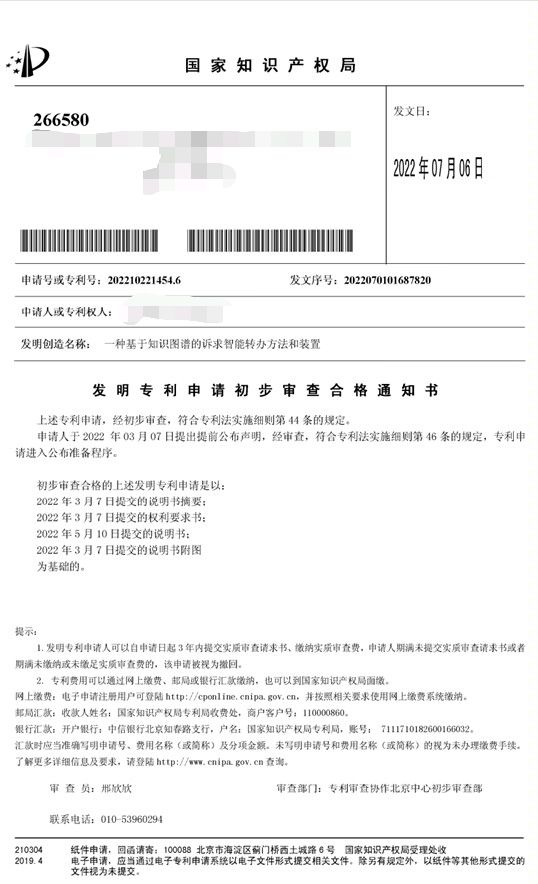 国家知识产权局
266580
发文日：
2022年07月06日
申请号或专利号：202210221454.6
发文序号：2022070101687820
申请人或专利权人：
发明创造名称：一种基于知识图谱的诉求智能转办方法和装置
发明专利申请初步审查合格通知书
上述专利申请，经初步审查，符合专利法实施细则第44条的规定。
申请人于2022 年03月07日提出提前公布声明，经审查，符合专利法实施细则第46条的规定，专利申
请进入公布准备程序。
初步审查合格的上述发明专利申请是以：
2022年3月7日提交的说明书摘要；
2022年3月7日提交的权利要求书；
2022年5月10日提交的说明书；
2022年3月7日提交的说明书附图
为基础的。
提示：
1.发明专利申请人可以自申请日起3年内提交实质审查请求书、缴纳实质审查费，申请人期满未提交实质审查请求书或者
期满未缴纳或未缴足实质审查费的，该申请被视为撤回。
2. 专利费用可以通过网上缴费、邮局或银行汇款缴纳，也可以到国家知识产权局面缴。
网上缴费：电子申请注册用户可登陆http://cponline.cnipa.gov.cn，并按照相关要求使用网上缴费系统缴纳。
邮局汇款：收款人姓名：国家知识产权局专利局收费处，商户客户号：110000860。
银行汇款：开户银行：中信银行北京知春路支行，户名：国家知识产权局专利局，账号：7111710182600166032。
汇款时应当准确写明申请号、费用名称（或简称）及分项金额。未写明申请号和费用名称（或简称）的视为未办理缴费手续。
了解更多详细信息及要求，请登陆http://www.cnipa.gov.cn查询。
审 查 员：邢欣欣
审查部门：专利审查协作北京中心初步审查部
联系电话：010-53960294
210304 纸件申请，回函请寄：100088 北京市海淀区蓟门桥西土城路6号 国家知识产权局受理处收
2019.4 电子申请，应当通过电子专利申请系统以电子文件形式提交相关文件。除另有规定外，以纸件等其他形式提交的
文件视为未提交。